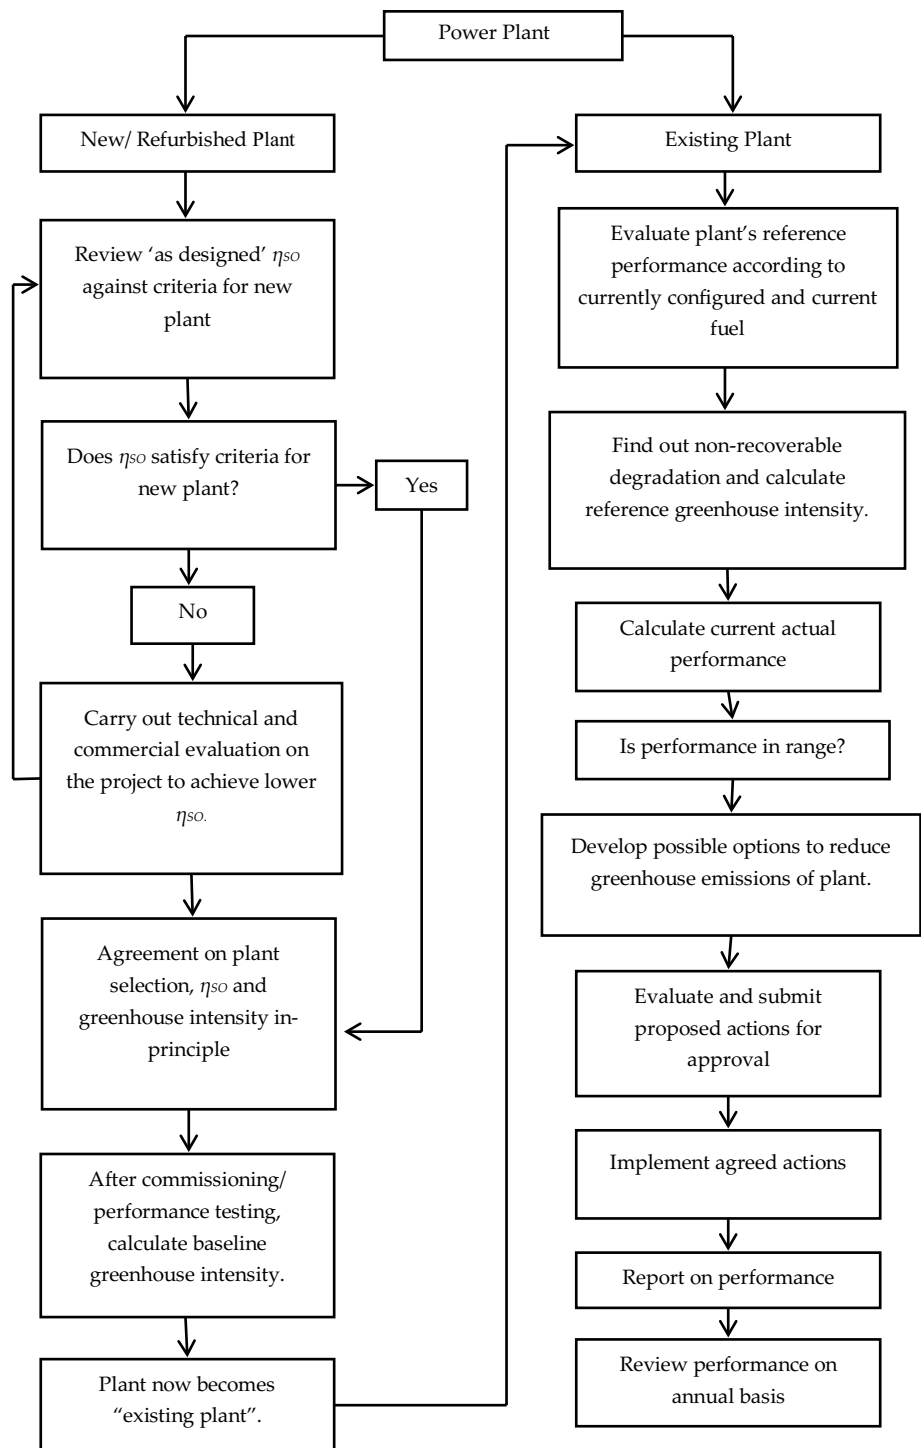 Power Plant
New/ Refurbished Plant
Review ‘as designed’ ηso
against criteria for new
plant
Does ηso satisfy criteria for
new plant?
Yes
No
Carry out technical and
commercial evaluation on
the project to achieve lower
ηso.
Agreement on plant
selection, ηso and
greenhouse intensity in-
principle
After commissioning/
performance testing,
calculate baseline
greenhouse intensity.
Plant now becomes
“existing plant”.
Existing Plant
Evaluate plant’s reference
performance according to
currently configured and current
fuel
Find out non-recoverable
degradation and calculate
reference greenhouse intensity.
Calculate current actual
performance
Is performance in range?
Develop possible options to reduce
greenhouse emissions of plant.
Evaluate and submit
proposed actions for
approval
Implement agreed actions
Report on performance
Review performance on
annual basis